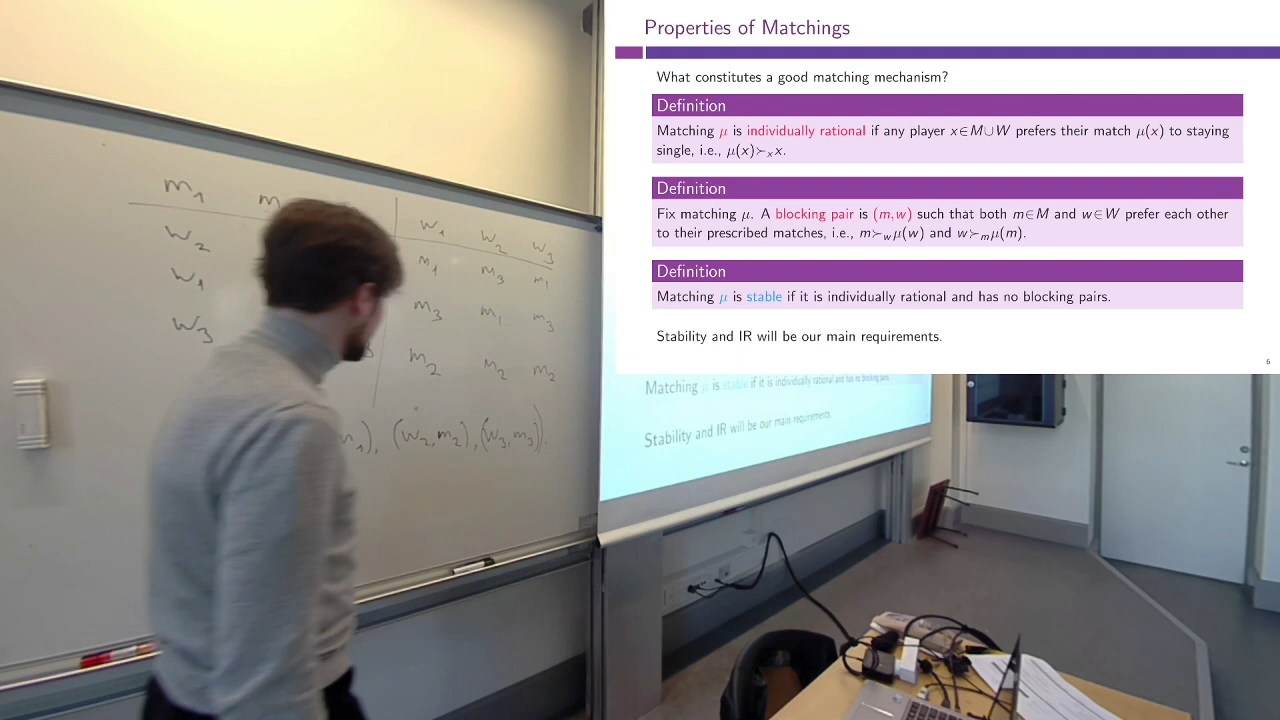 Properties of Matchings
What constitutes a good matching mechanism?
Definition
Matching μ is individually rational if any player x∈M∪W prefers their match μ(x) to staying
single, i.e., μ(x)≻ₓx.
Definition
Fix matching μ. A blocking pair is (m,w) such that both m∈M and w∈W prefer each other
to their prescribed matches, i.e., m≻_wμ(w) and w≻_mμ(m).
Definition
Matching μ is stable if it is individually rational and has no blocking pairs.
Stability and IR will be our main requirements.
6
m₁ m
w₂
w₁
w₃
w₁ w₂ w₃
m₁ m₃ m₁
m₃ m₁ m₃
m₂ m₂ m₂
), (w₂, m₂), (w₃, m₃)
Matching μ is stable if it is individually rational and has no blocking pairs.
Stability and IR will be our main requirements.